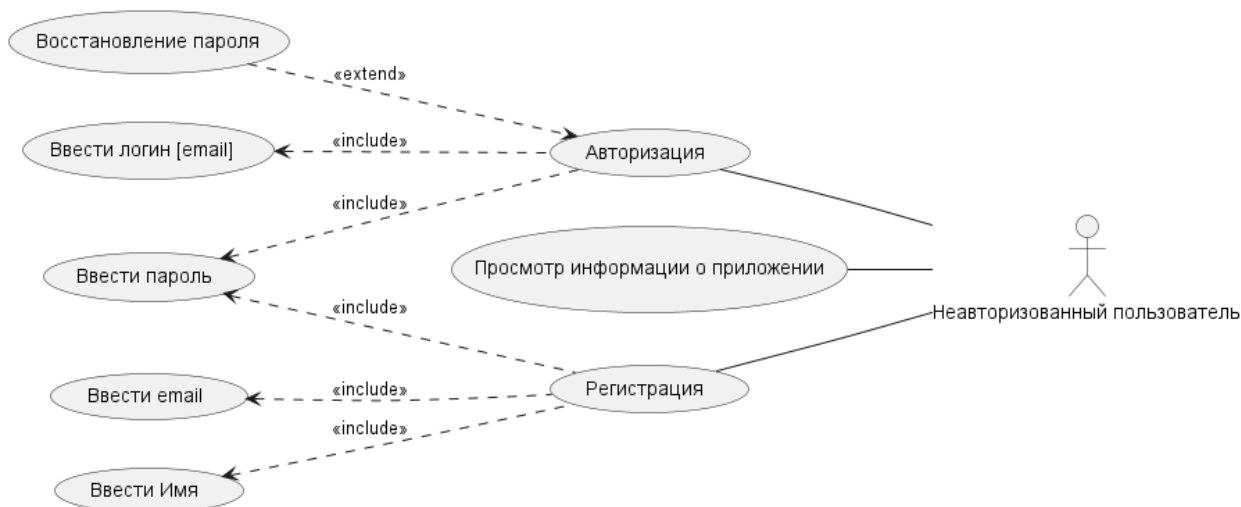 Восстановление пароля
«extend»
Ввести логин [email]
«include»
Авторизация
«include»
Ввести пароль
Просмотр информации о приложении
Неавторизованный пользователь
«include»
Ввести email
«include»
Регистрация
«include»
Ввести Имя